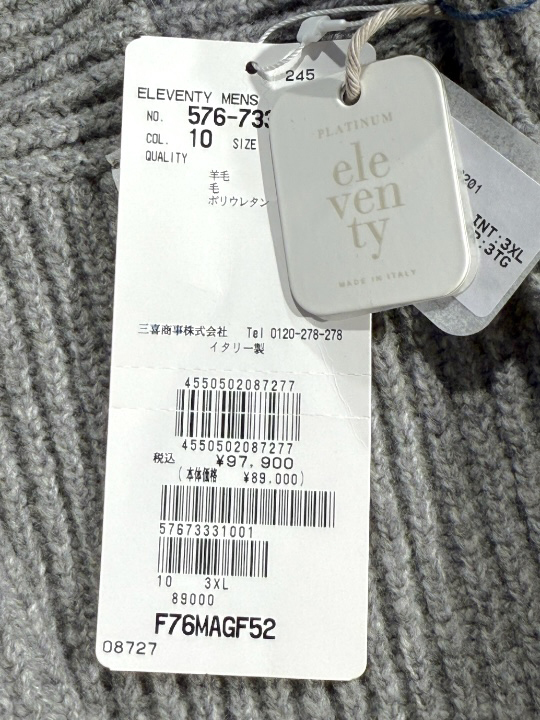 245
ELEVENTY MENS
NO. 576-733
COL. 10 SIZE
QUALITY
羊毛
毛
ポリウレタン
三喜商事株式会社 Tel 0120-278-278
イタリー製
4550502087277
4550502087277
税込 ¥97,900
(本体価格 ¥89,000)
57673331001
10 3XL
89000
F76MAGF52
08727
PLATINUM
ele
ven
ty
MADE IN ITALY
201
INT:3XL
:3TG